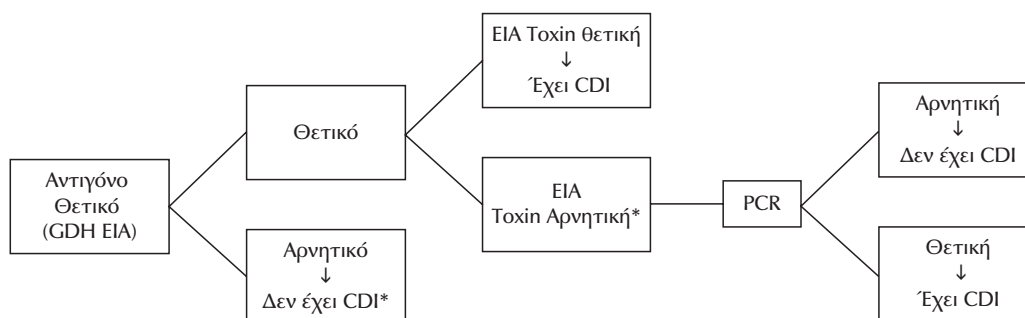 Αντιγόνο
Θετικό
(GDH EIA)
Θετικό
Αρνητικό
↓
Δεν έχει CDI*
EIA Toxin θετική
↓
Έχει CDI
EIA
Toxin Αρνητική*
PCR
Αρνητική
↓
Δεν έχει CDI
Θετική
↓
Έχει CDI